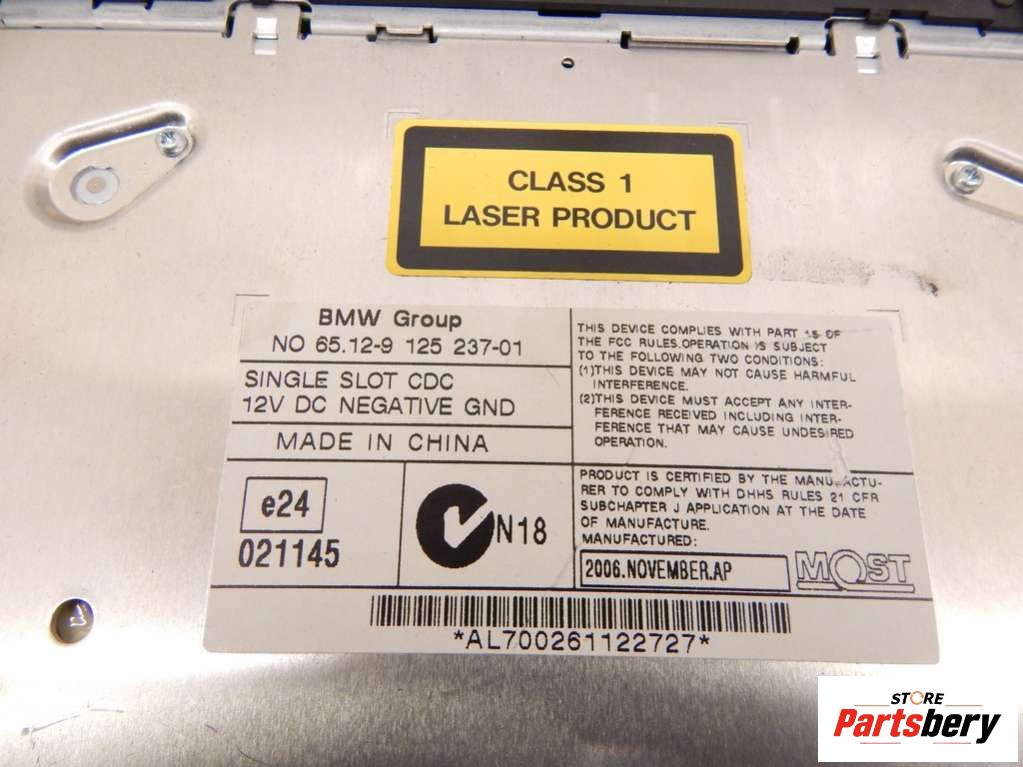 CLASS 1
LASER PRODUCT
BMW Group
NO 65.12-9 125 237-01
SINGLE SLOT CDC
12V DC NEGATIVE GND
MADE IN CHINA
e24
021145
N18
THIS DEVICE COMPLIES WITH PART 15 OF
THE FCC RULES.OPERATION IS SUBJECT
TO THE FOLLOWING TWO CONDITIONS:
(1)THIS DEVICE MAY NOT CAUSE HARMFUL
INTERFERENCE.
(2)THIS DEVICE MUST ACCEPT ANY INTER-
FERENCE RECEIVED INCLUDING INTER-
FERENCE THAT MAY CAUSE UNDESIRED
OPERATION.
PRODUCT IS CERTIFIED BY THE MANUFACTU-
RER TO COMPLY WITH DHHS RULES 21 CFR
SUBCHAPTER J APPLICATION AT THE DATE
OF MANUFACTURE.
MANUFACTURED:
2006.NOVEMBER.AP
MOST
*AL700261122727*
STORE
Partsbery